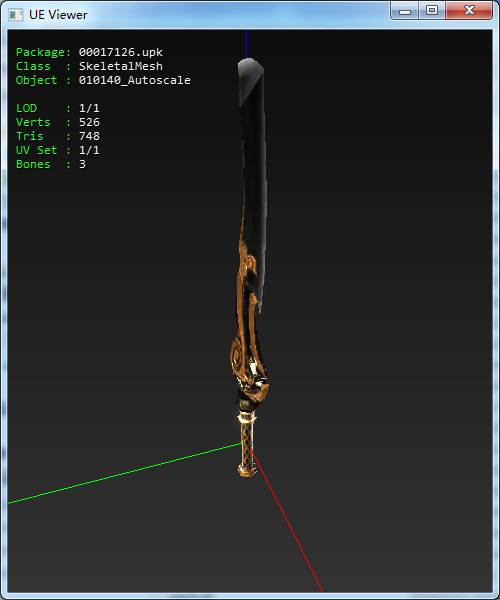 UE Viewer
Package: 00017126.upk
Class  : SkeletalMesh
Object : 010140_Autoscale
LOD    : 1/1
Verts  : 526
Tris   : 748
UV Set : 1/1
Bones  : 3